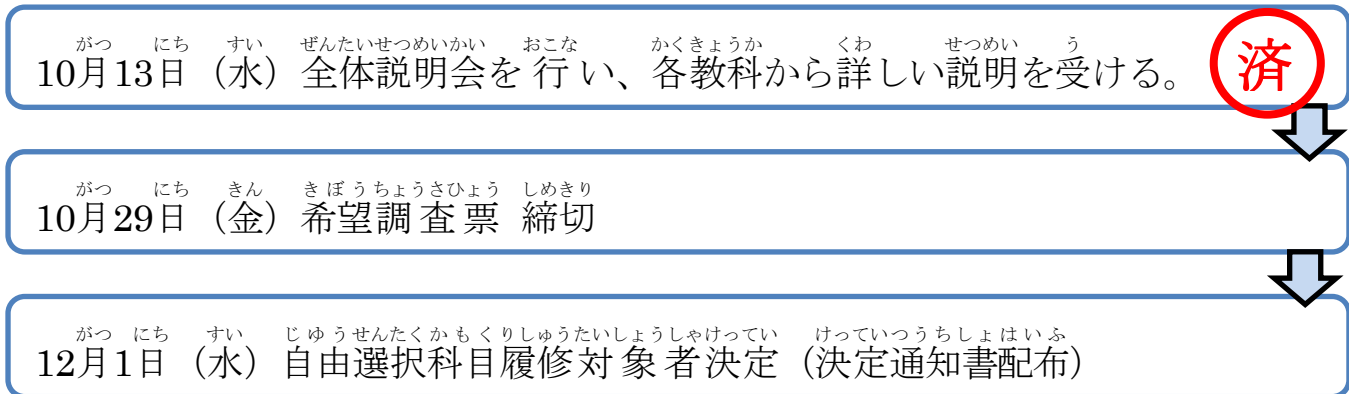 がつ にち すい ぜんたいせつめいかい おこな かくきょうか くわ せつめい う
10月13日（水）全体説明会を行い、各教科から詳しい説明を受ける。 済
がつ にち きん きぼうちょうさひょう しめきり
10月29日（金）希望調査票 締切
がつ にち すい じゆうせんたくかもくりしゅうたいしょうしゃけってい けっていつうちしょはいふ
12月1日（水）自由選択科目履修対象者決定（決定通知書配布）